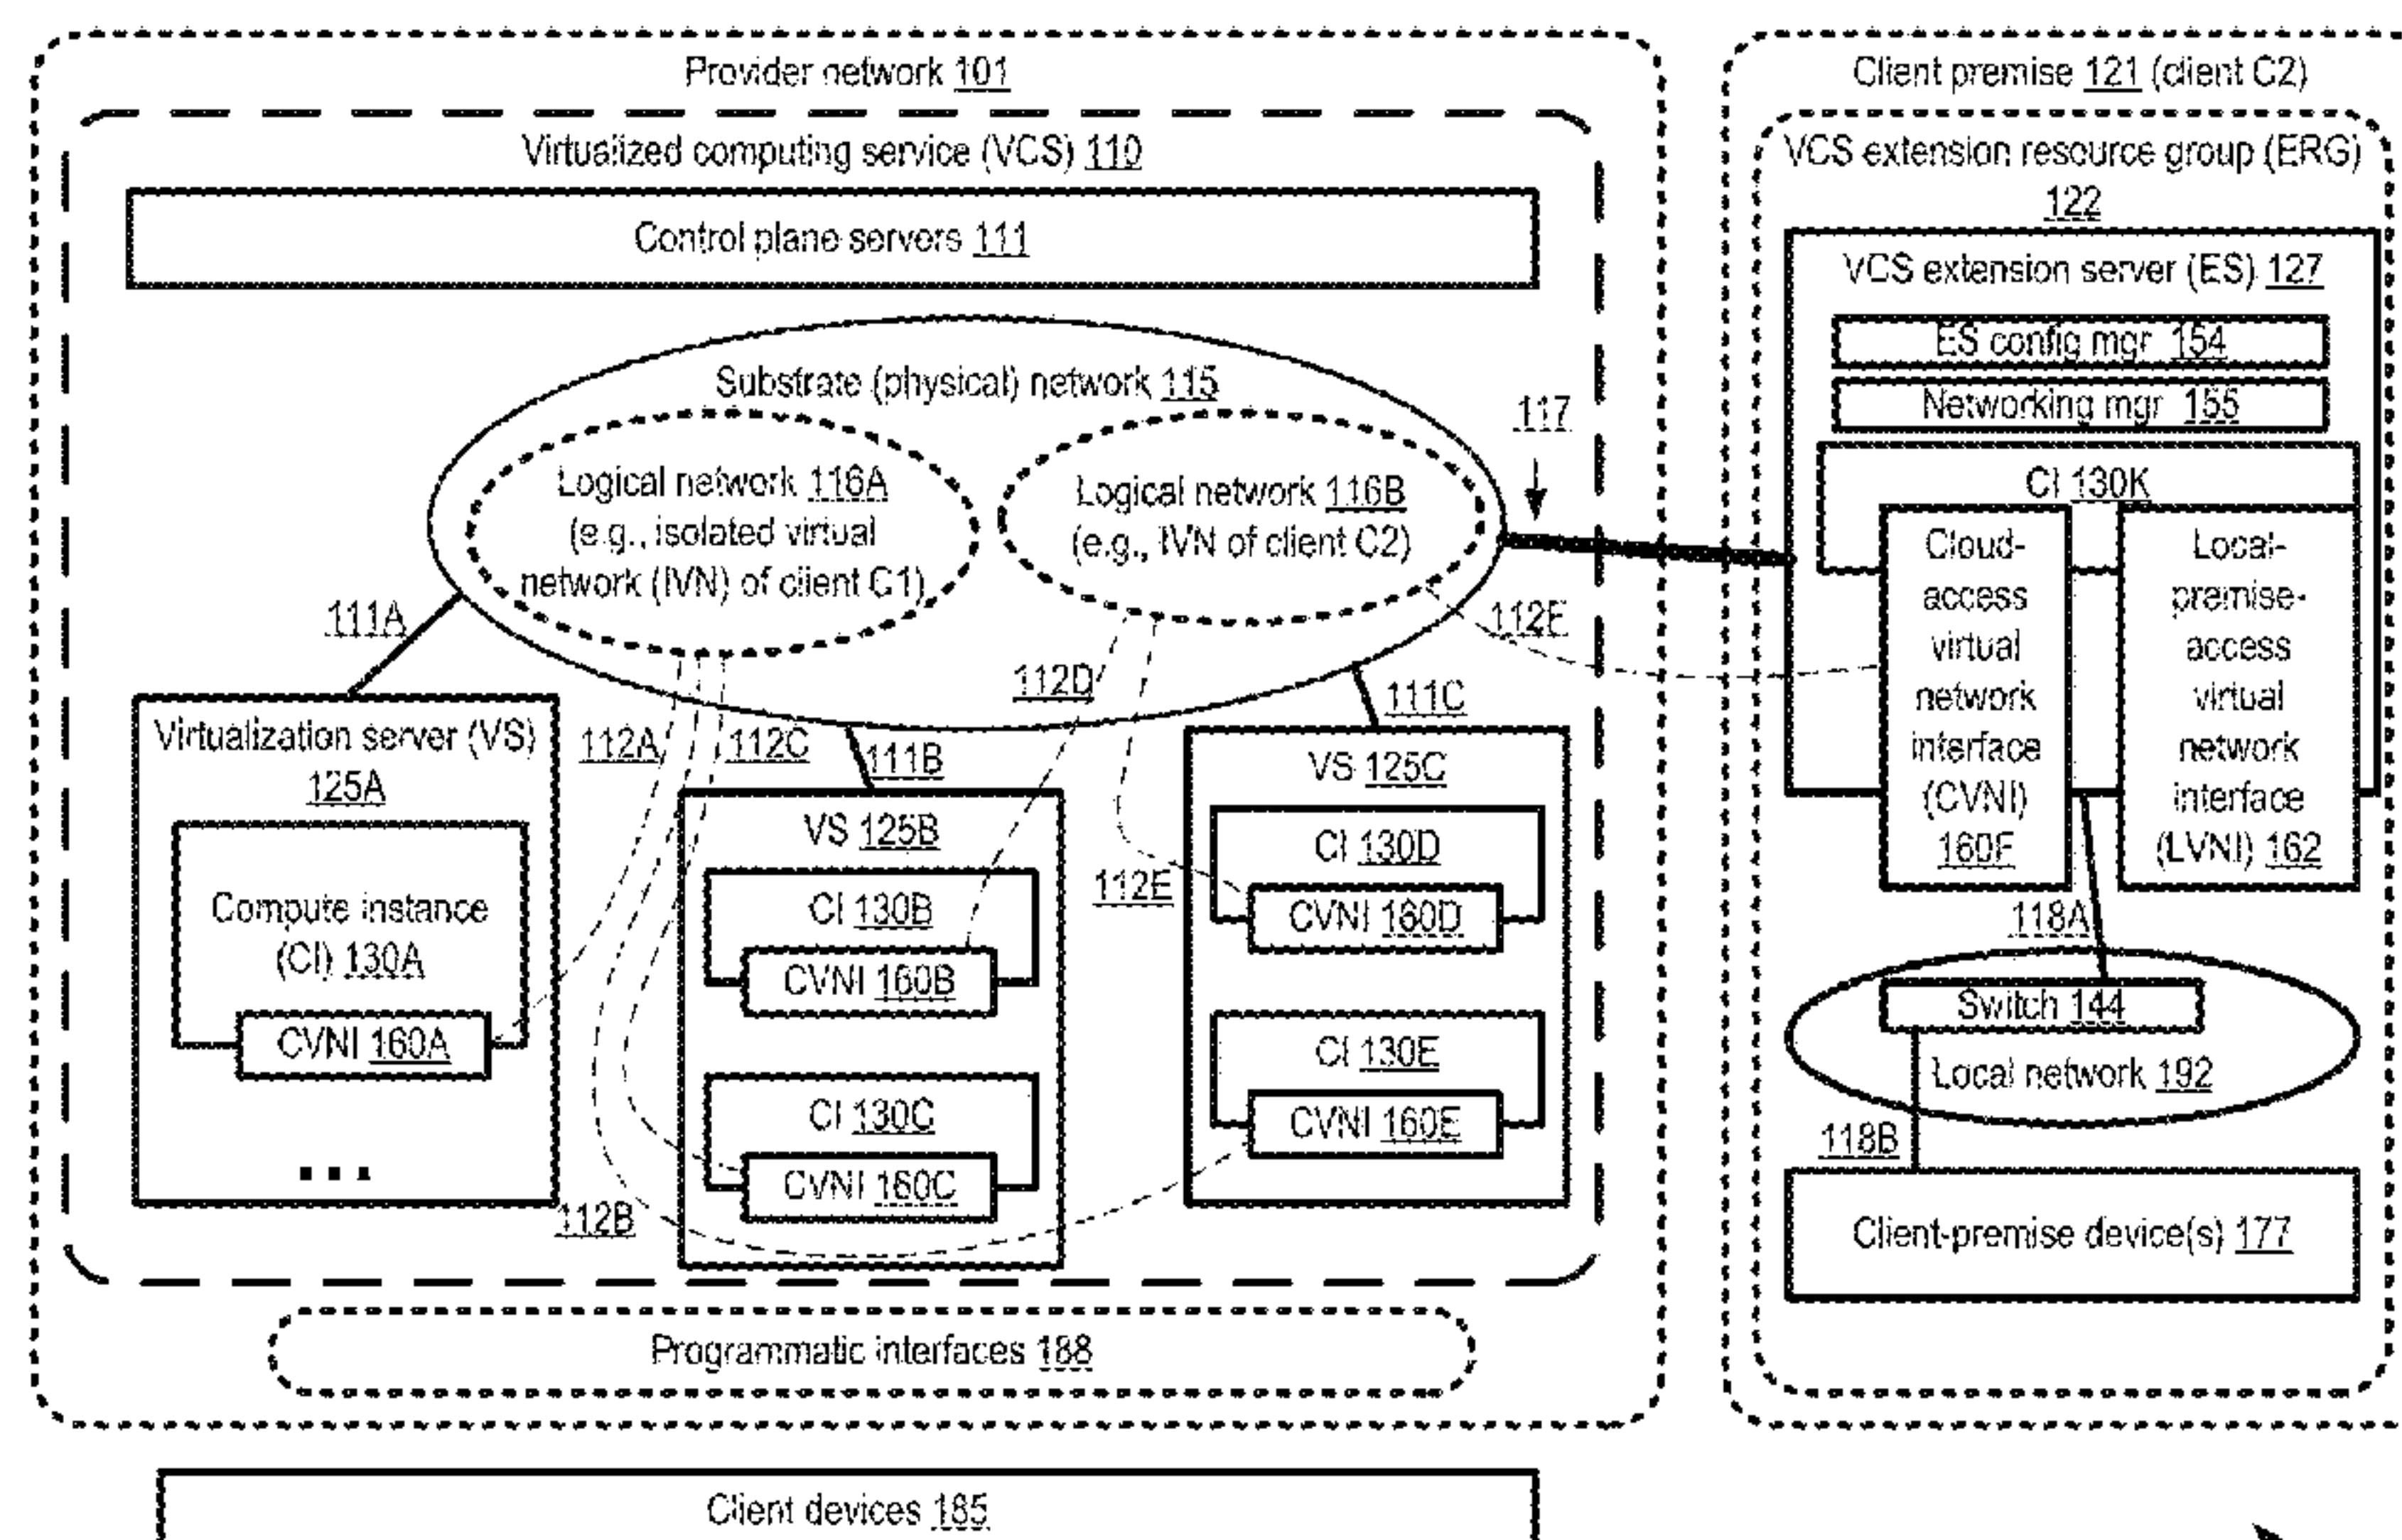 Provider network 101
Virtualized computing service (VCS) 110
Control plane servers 111
Substrate (physical) network 115
Logical network 116A
(e.g., isolated virtual
network (IVN) of client C1)
Logical network 116B
(e.g., IVN of client C2)
117
111A
112A
112C
111B
112D
111C
112E
112F
112B
Virtualization server (VS)
125A
Compute instance
(CI) 130A
CVNI 160A
...
VS 125B
CI 130B
CVNI 160B
CI 130C
CVNI 160C
VS 125C
CI 130D
CVNI 160D
CI 130E
CVNI 160E
Programmatic interfaces 188
Client devices 185
Client premise 121 (client C2)
VCS extension resource group (ERG)
122
VCS extension server (ES) 127
ES config mgr 154
Networking mgr 155
CI 130K
Cloud-
access
virtual
network
interface
(CVNI)
160F
Local-
premise-
access
virtual
network
interface
(LVNI) 162
118A
Switch 144
Local network 192
118B
Client-premise device(s) 177